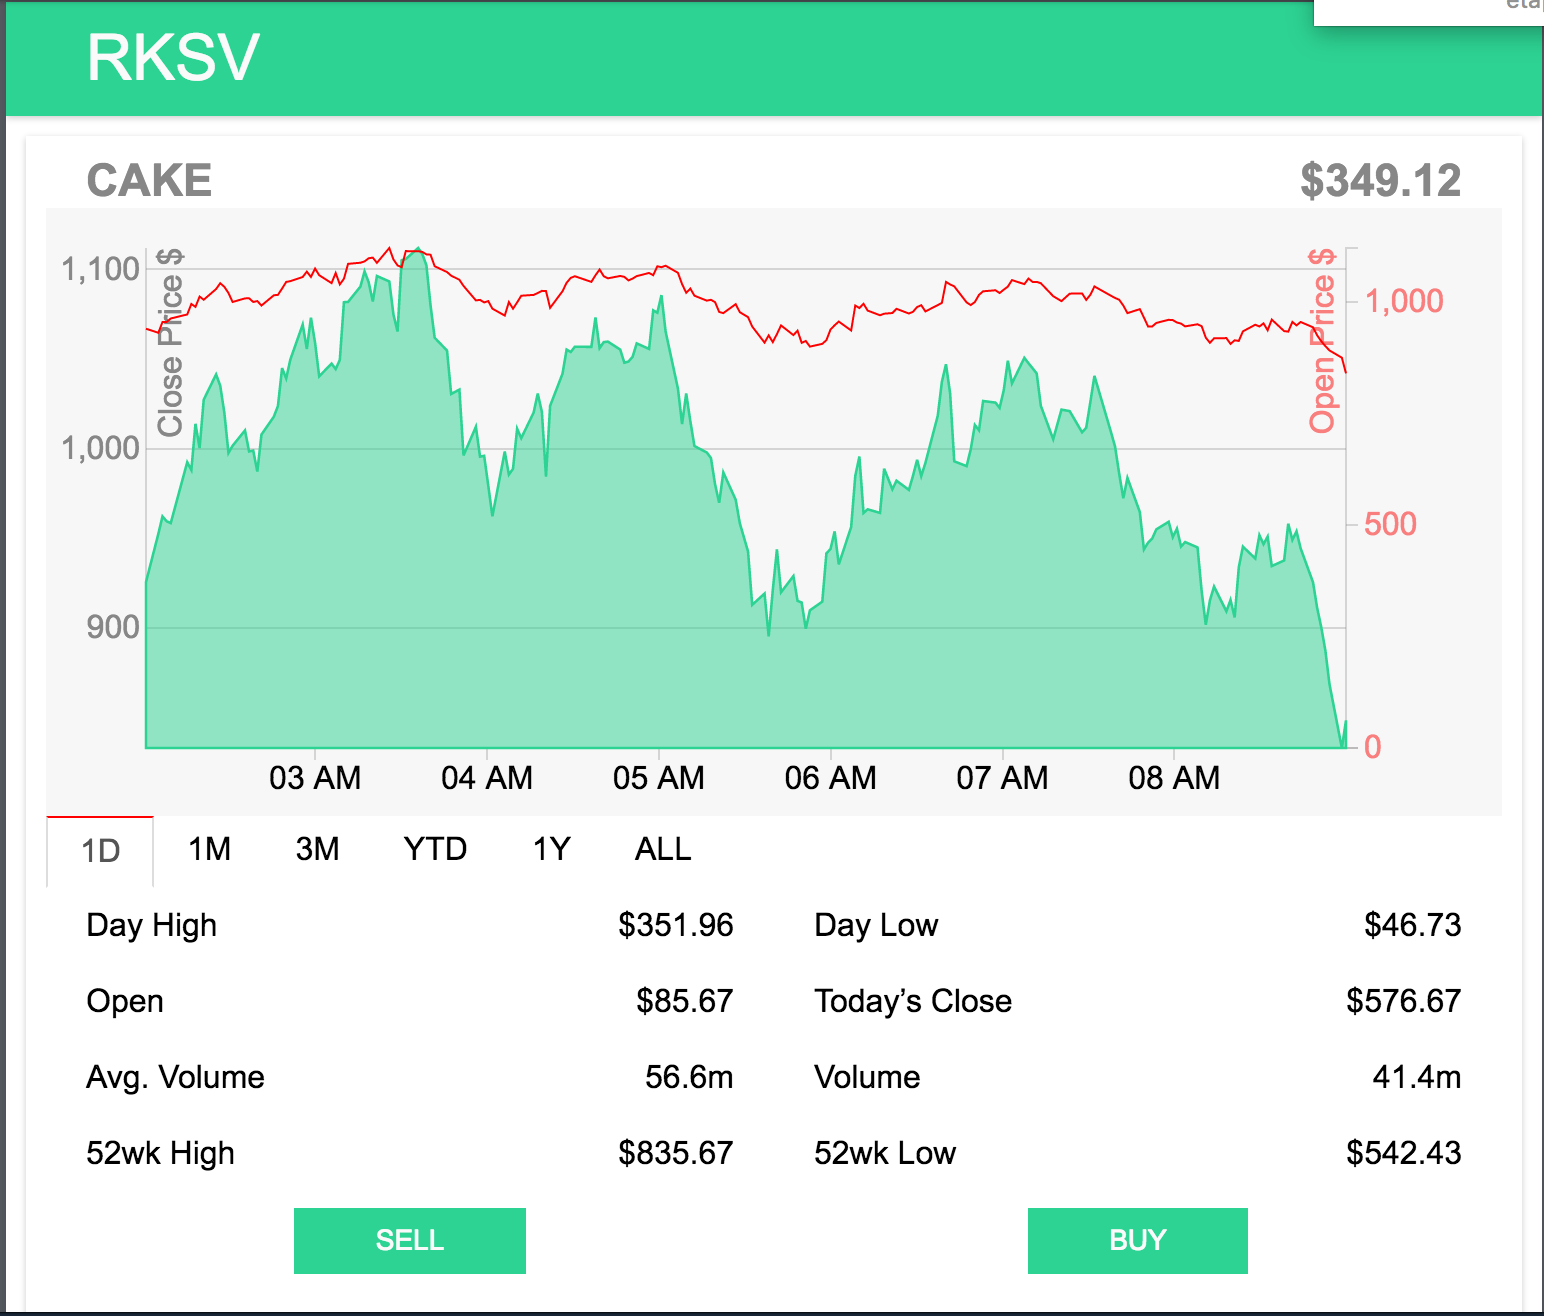 RKSV
CAKE $349.12
Close Price $
Open Price $
1,100
1,000
900
1,000
500
0
03 AM 04 AM 05 AM 06 AM 07 AM 08 AM
1D 1M 3M YTD 1Y ALL
Day High $351.96 Day Low $46.73
Open $85.67 Today’s Close $576.67
Avg. Volume 56.6m Volume 41.4m
52wk High $835.67 52wk Low $542.43
SELL BUY